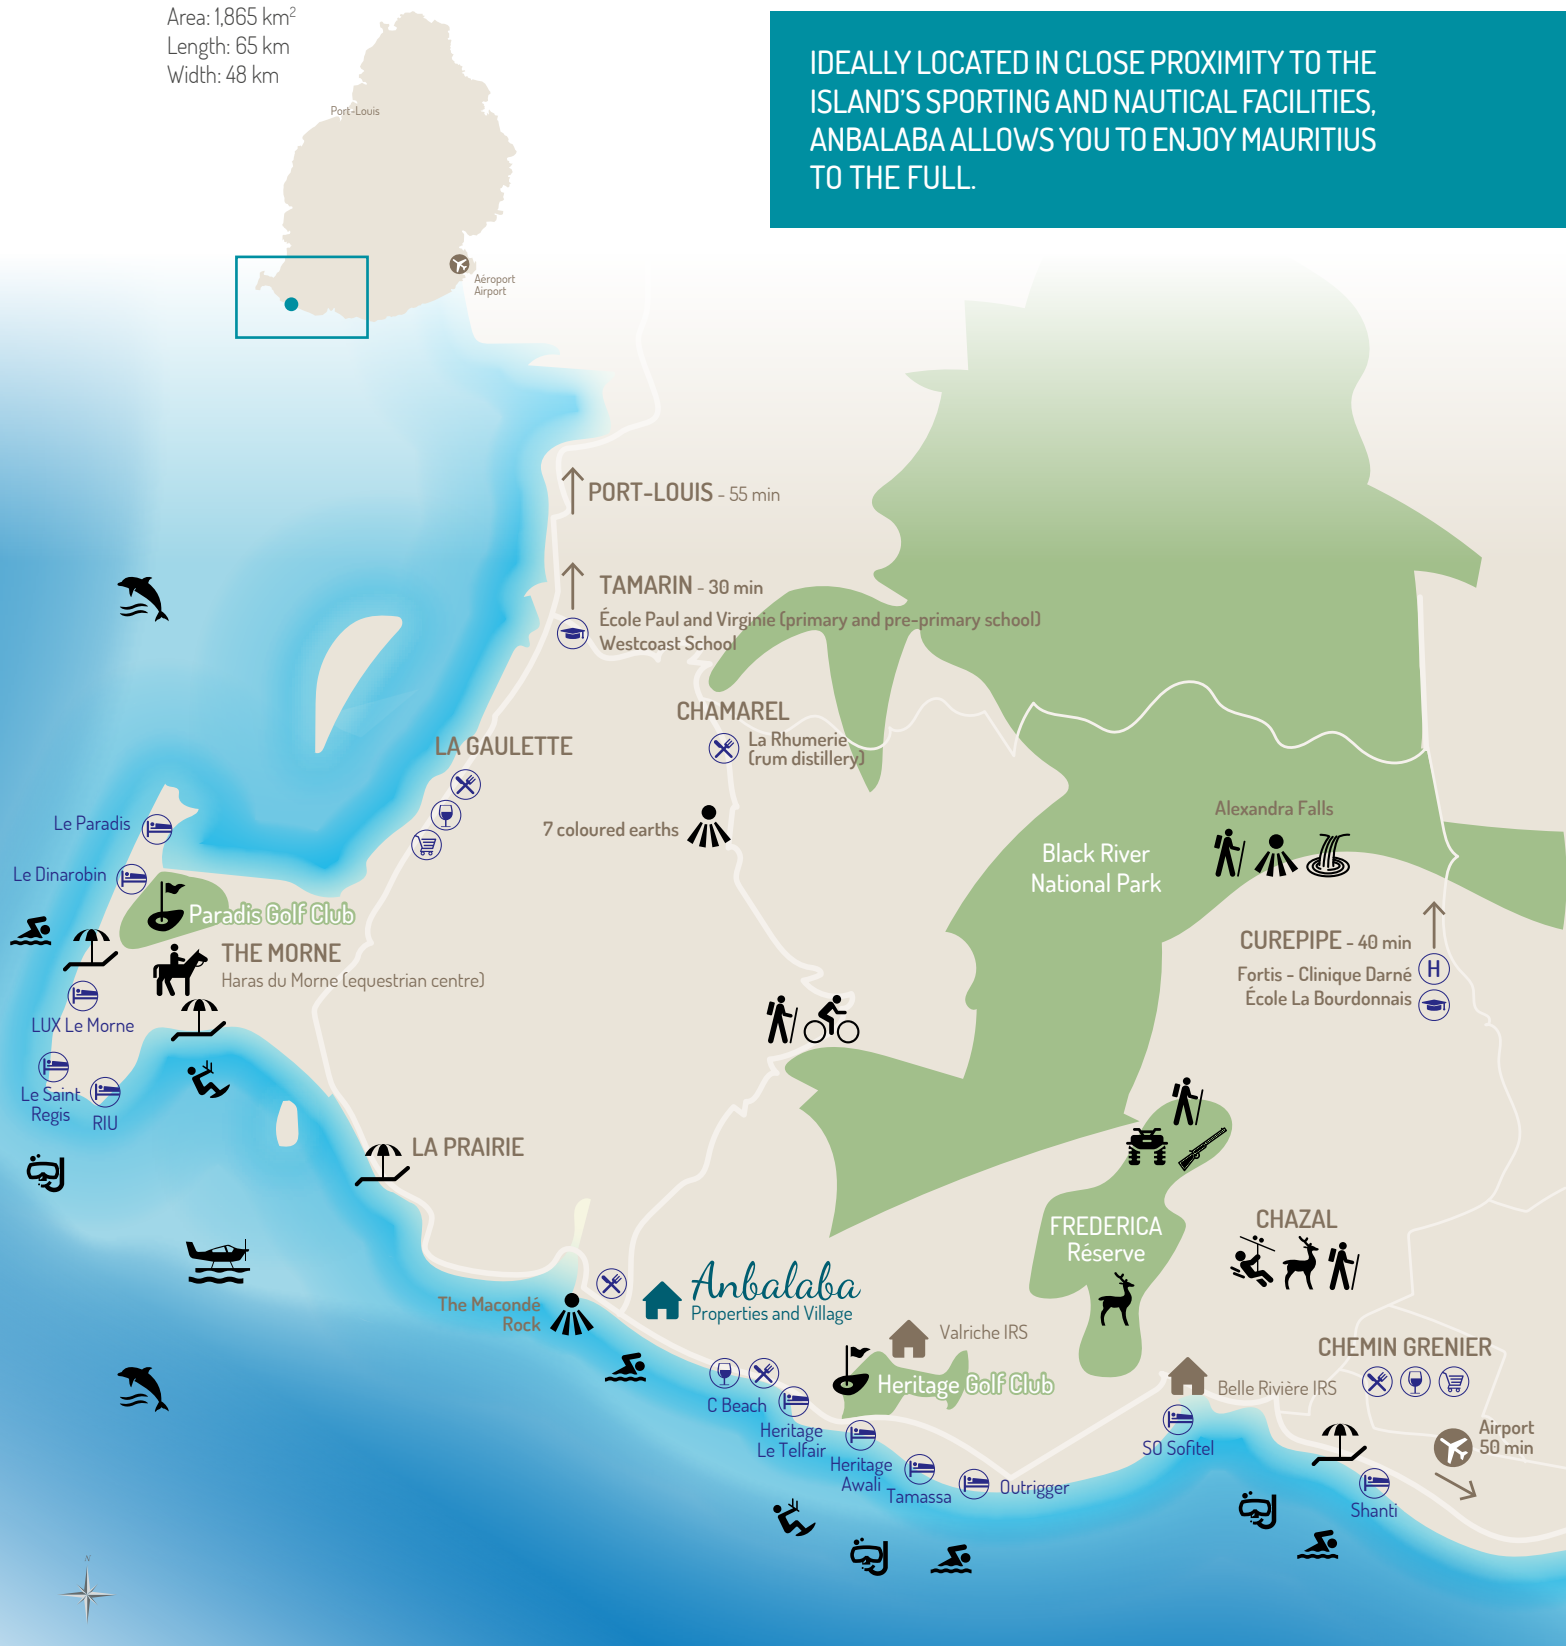 Area: 1,865 km²
Length: 65 km
Width: 48 km
Port-Louis
Aéroport
Airport
IDEALLY LOCATED IN CLOSE PROXIMITY TO THE
ISLAND'S SPORTING AND NAUTICAL FACILITIES,
ANBALABA ALLOWS YOU TO ENJOY MAURITIUS
TO THE FULL.
PORT-LOUIS - 55 min
TAMARIN - 30 min
École Paul and Virginie (primary and pre-primary school)
Westcoast School
CHAMAREL
La Rhumerie
(rum distillery)
LA GAULETTE
7 coloured earths
Le Paradis
Le Dinarobin
Paradis Golf Club
THE MORNE
Haras du Morne (equestrian centre)
LUX Le Morne
Le Saint
Regis
RIU
Alexandra Falls
Black River
National Park
CUREPIPE - 40 min
Fortis - Clinique Darné
H
École La Bourdonnais
LA PRAIRIE
FREDERICA
Réserve
CHAZAL
Anbalaba
Properties and Village
The Macondé
Rock
Valriche IRS
Heritage Golf Club
CHEMIN GRENIER
Belle Rivière IRS
C Beach
Heritage
Le Telfair
Heritage
Awali
Tamassa
Outrigger
SO Sofitel
Shanti
Airport
50 min
N